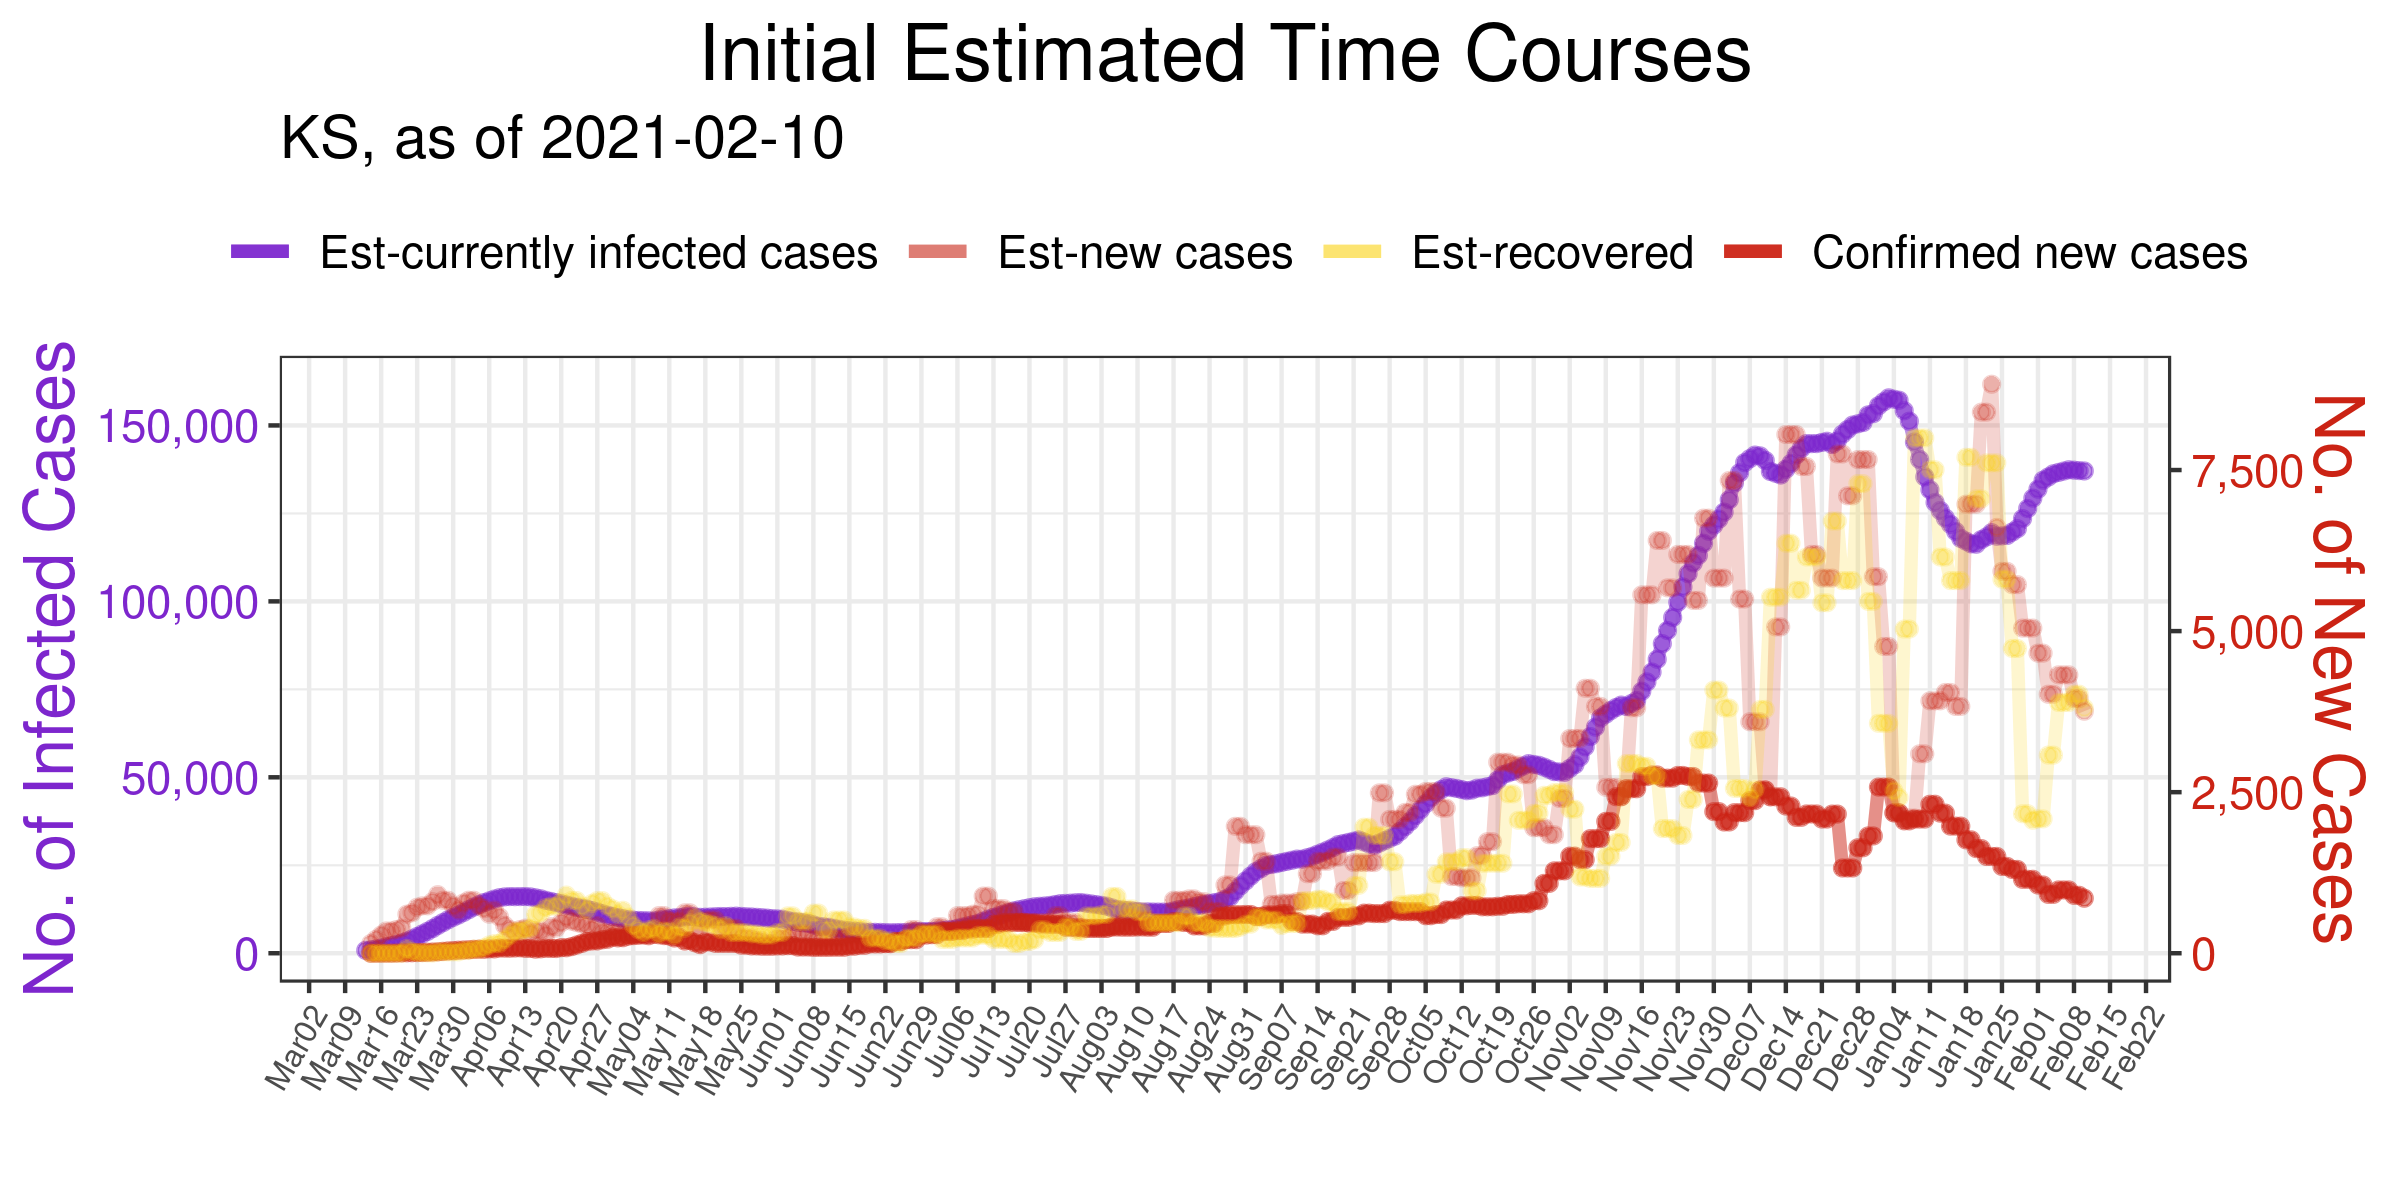 Initial Estimated Time Courses
KS, as of 2021-02-10
Est-currently infected cases Est-new cases Est-recovered Confirmed new cases
No. of Infected Cases
150,000
100,000
50,000
0
7,500
5,000
2,500
0
No. of New Cases
Mar02
Mar09
Mar16
Mar23
Mar30
Apr06
Apr13
Apr20
Apr27
May04
May11
May18
May25
Jun01
Jun08
Jun15
Jun22
Jun29
Jul06
Jul13
Jul20
Jul27
Aug03
Aug10
Aug17
Aug24
Aug31
Sep07
Sep14
Sep21
Sep28
Oct05
Oct12
Oct19
Oct26
Nov02
Nov09
Nov16
Nov23
Nov30
Dec07
Dec14
Dec21
Dec28
Jan04
Jan11
Jan18
Jan25
Feb01
Feb08
Feb15
Feb22